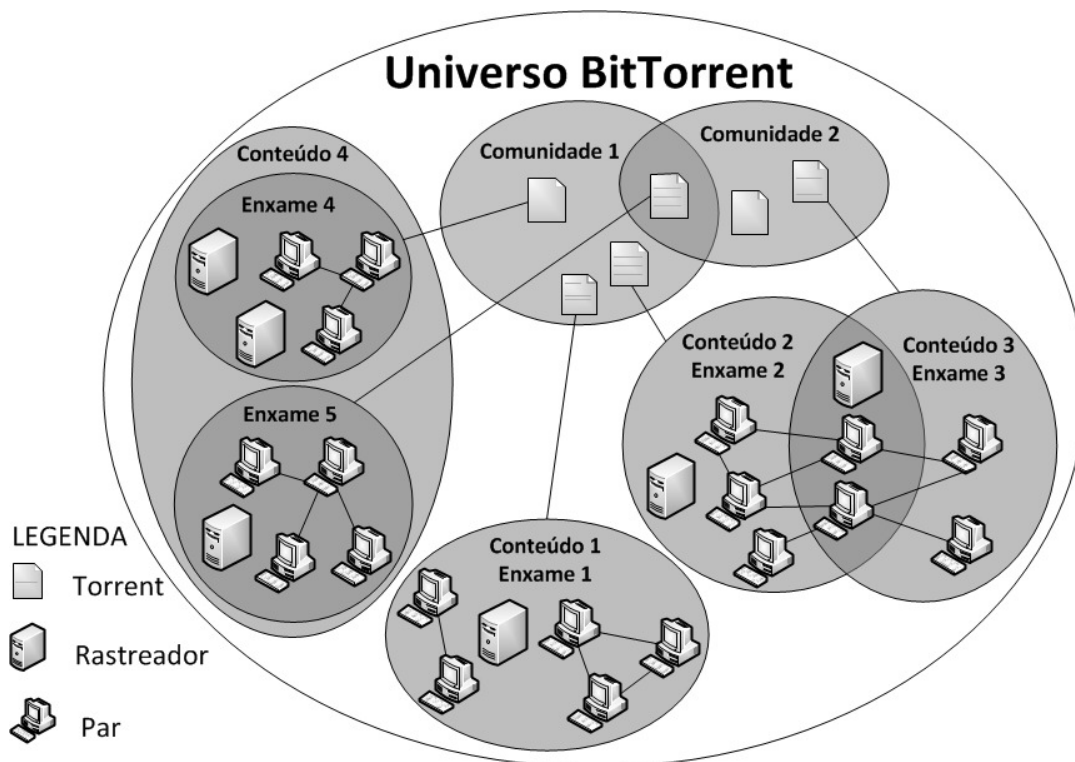 Universo BitTorrent
Conteúdo 4
Enxame 4
Enxame 5
Comunidade 1
Comunidade 2
Conteúdo 2
Enxame 2
Conteúdo 3
Enxame 3
Conteúdo 1
Enxame 1
LEGENDA
Torrent
Rastreador
Par